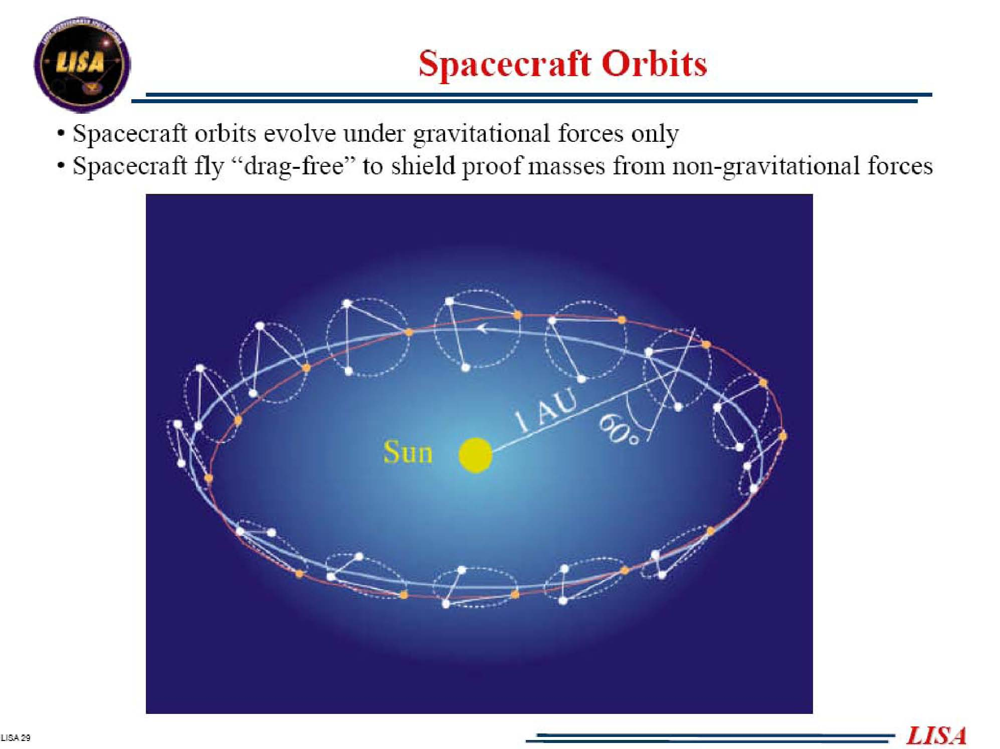 LISA
Spacecraft Orbits
• Spacecraft orbits evolve under gravitational forces only
• Spacecraft fly “drag-free” to shield proof masses from non-gravitational forces
1 AU
60°
Sun
LISA 29
LISA